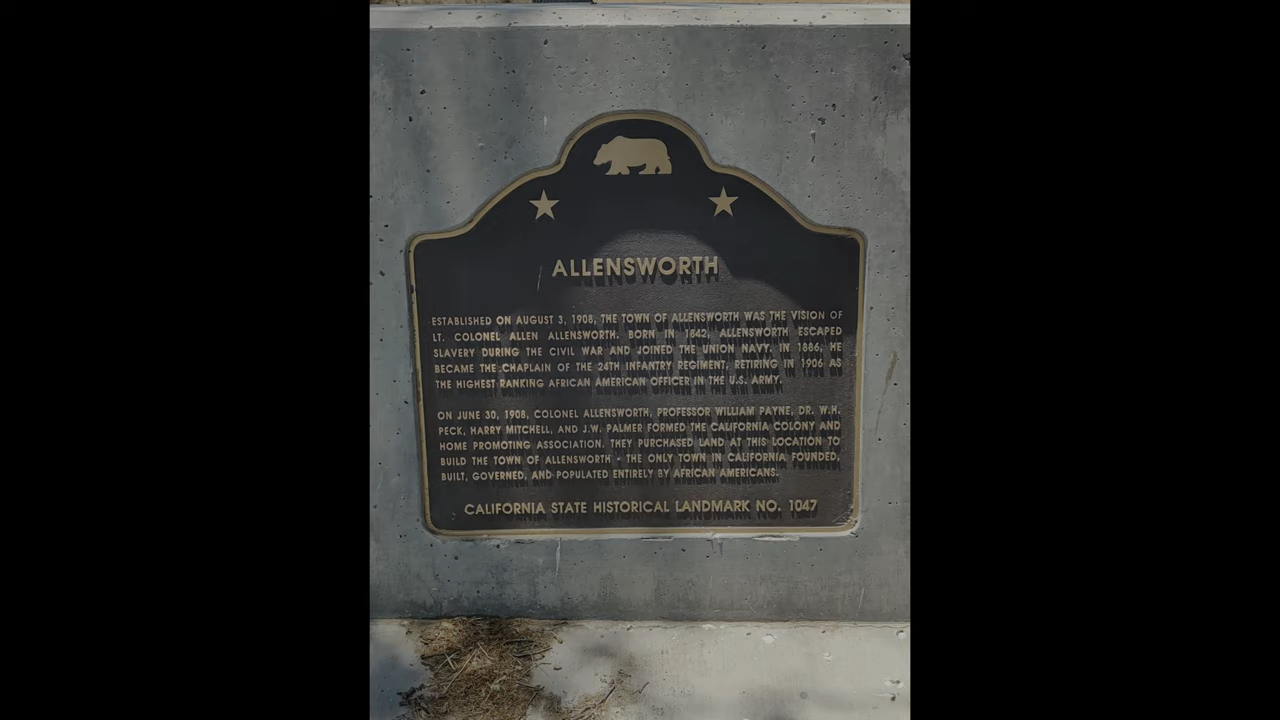 ALLENSWORTH
ESTABLISHED ON AUGUST 3, 1908, THE TOWN OF ALLENSWORTH WAS THE VISION OF
LT. COLONEL ALLEN ALLENSWORTH. BORN IN 1842, ALLENSWORTH ESCAPED
SLAVERY DURING THE CIVIL WAR AND JOINED THE UNION NAVY. IN 1886, HE
BECAME THE CHAPLAIN OF THE 24TH INFANTRY REGIMENT, RETIRING IN 1906 AS
THE HIGHEST RANKING AFRICAN AMERICAN OFFICER IN THE U.S. ARMY.
ON JUNE 30, 1908, COLONEL ALLENSWORTH, PROFESSOR WILLIAM PAYNE, DR. W.H.
PECK, HARRY MITCHELL, AND J.W. PALMER FORMED THE CALIFORNIA COLONY AND
HOME PROMOTING ASSOCIATION. THEY PURCHASED LAND AT THIS LOCATION TO
BUILD THE TOWN OF ALLENSWORTH - THE ONLY TOWN IN CALIFORNIA FOUNDED,
BUILT, GOVERNED, AND POPULATED ENTIRELY BY AFRICAN AMERICANS.
CALIFORNIA STATE HISTORICAL LANDMARK NO. 1047